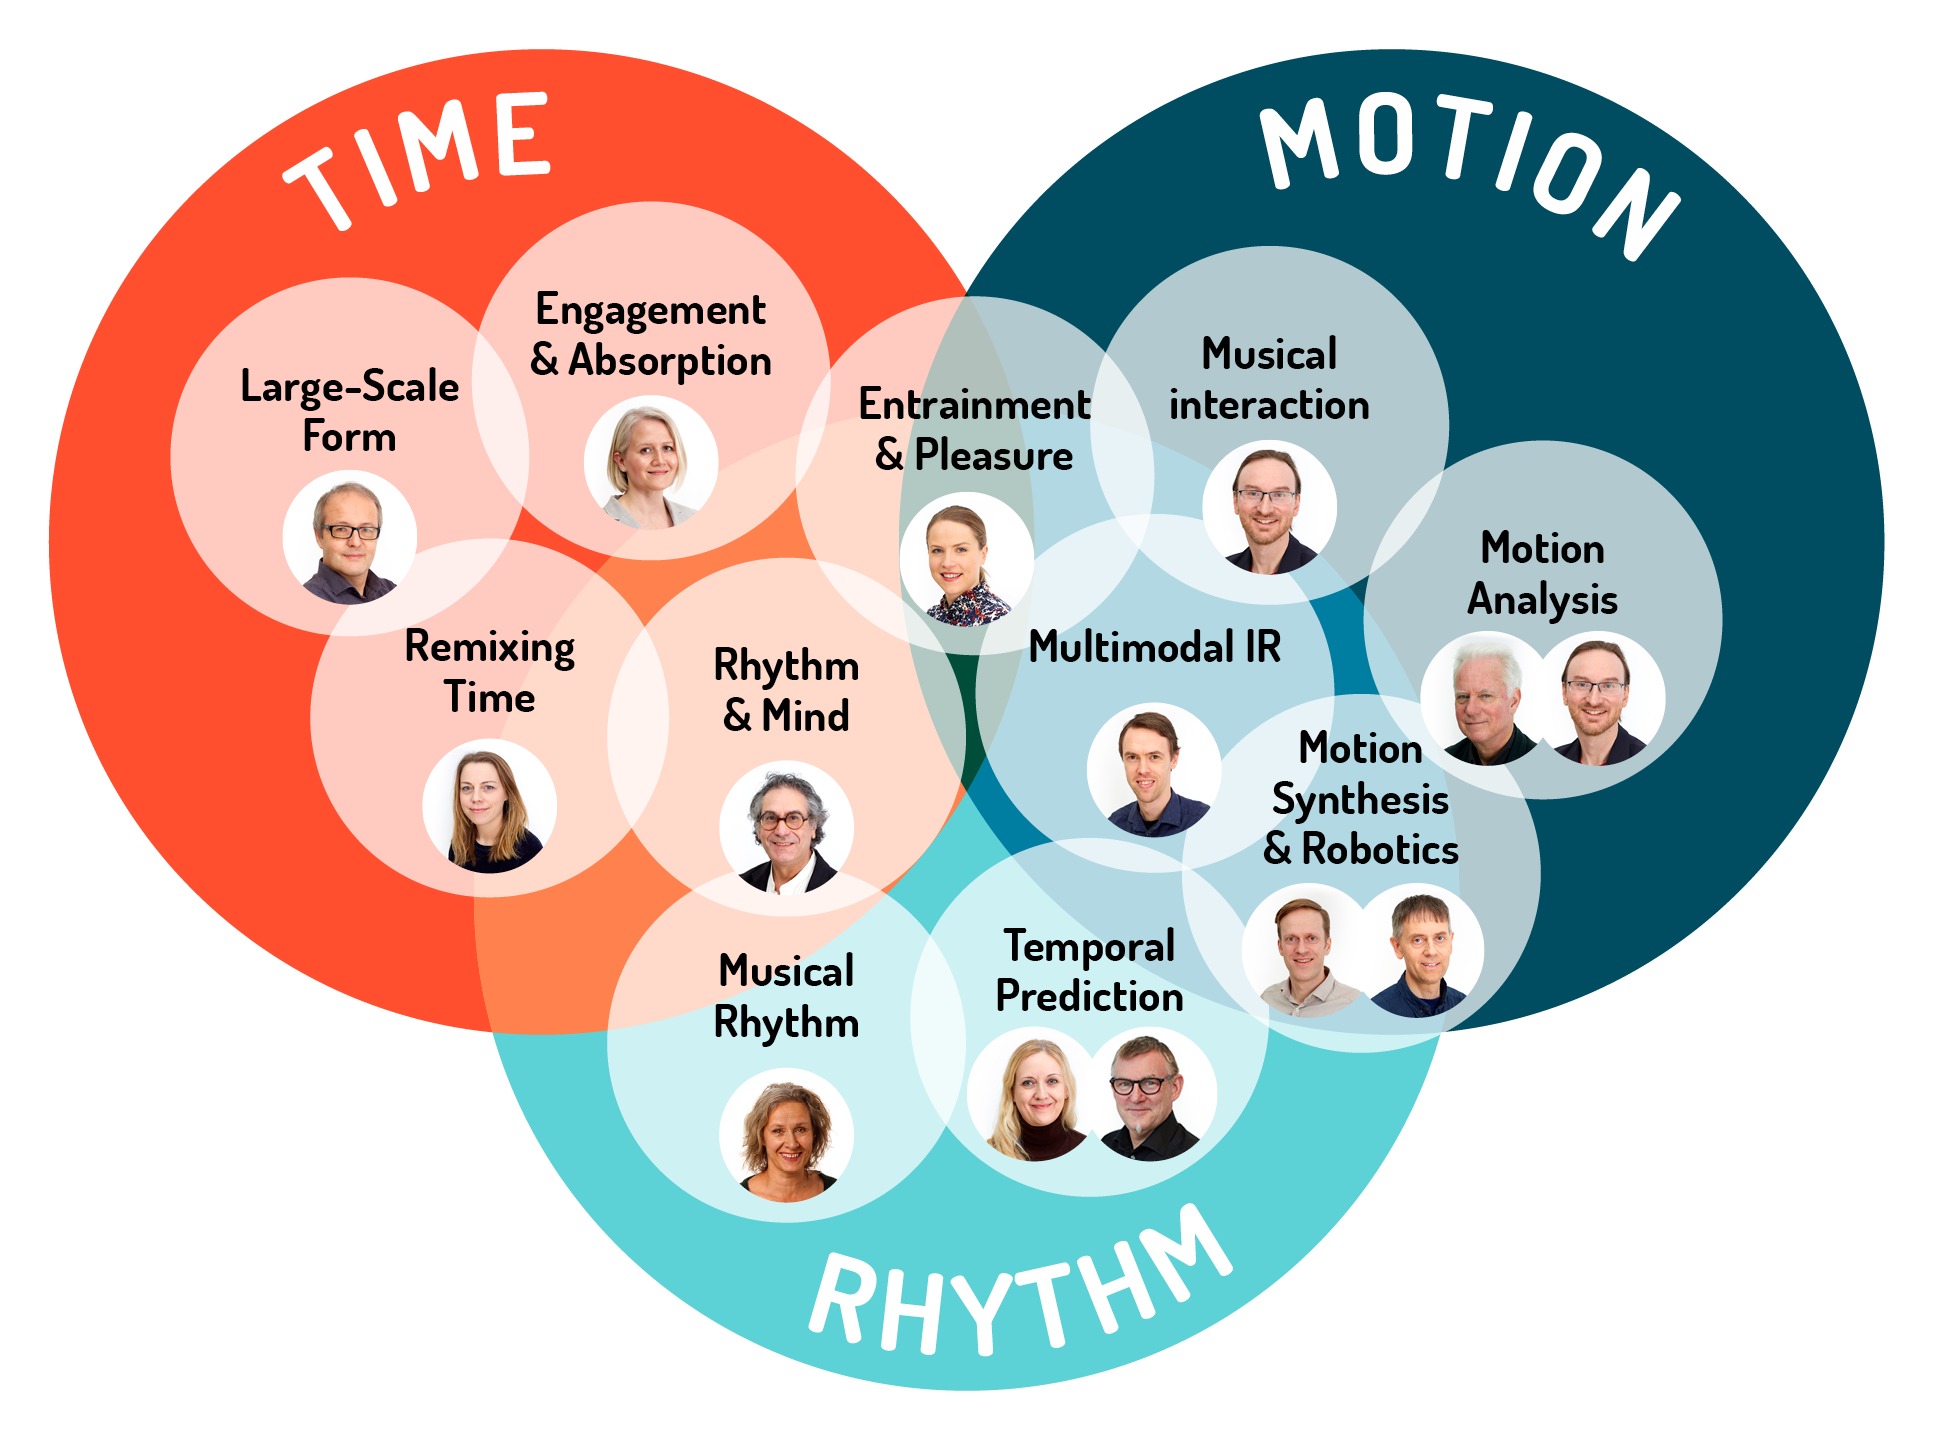 TIME
MOTION
Large-Scale
Form
Engagement
& Absorption
Entrainment
& Pleasure
Musical
interaction
Motion
Analysis
Remixing
Time
Rhythm
& Mind
Multimodal IR
Motion
Synthesis
& Robotics
Musical
Rhythm
Temporal
Prediction
RHYTHM